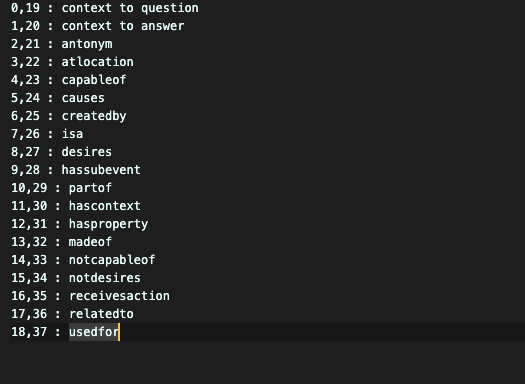 0,19 : context to question
1,20 : context to answer
2,21 : antonym
3,22 : atlocation
4,23 : capableof
5,24 : causes
6,25 : createdby
7,26 : isa
8,27 : desires
9,28 : hassubevent
10,29 : partof
11,30 : hascontext
12,31 : hasproperty
13,32 : madeof
14,33 : notcapableof
15,34 : notdesires
16,35 : receivesaction
17,36 : relatedto
18,37 : usedfor